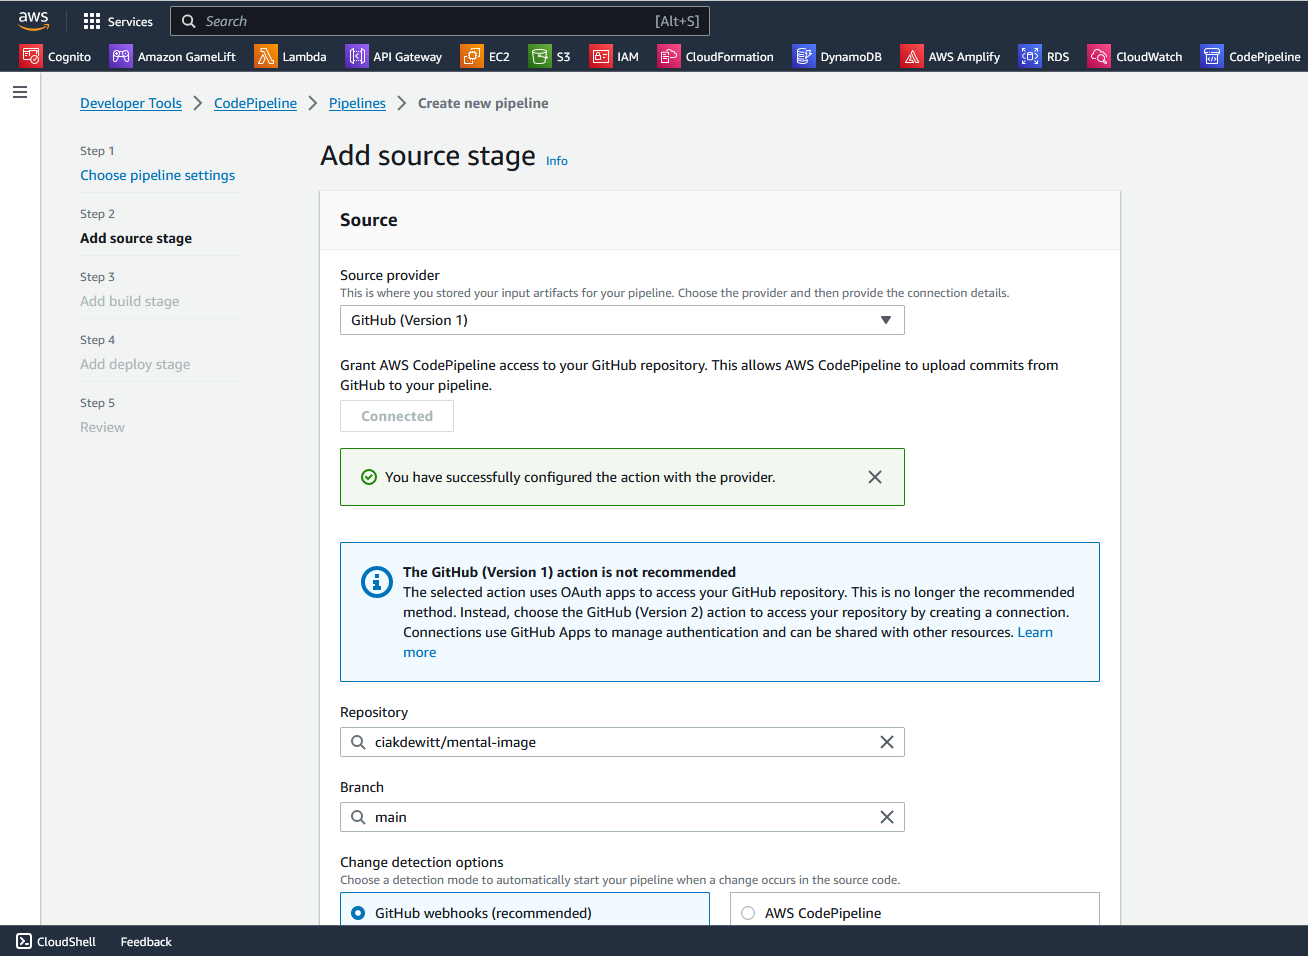 aws
Services
Search
[Alt+S]
Cognito
Amazon GameLift
Lambda
API Gateway
EC2
S3
IAM
CloudFormation
DynamoDB
AWS Amplify
RDS
CloudWatch
CodePipeline
Developer Tools
CodePipeline
Pipelines
Create new pipeline
Step 1
Choose pipeline settings
Step 2
Add source stage
Step 3
Add build stage
Step 4
Add deploy stage
Step 5
Review
Add source stage Info
Source
Source provider
This is where you stored your input artifacts for your pipeline. Choose the provider and then provide the connection details.
GitHub (Version 1)
Grant AWS CodePipeline access to your GitHub repository. This allows AWS CodePipeline to upload commits from
GitHub to your pipeline.
Connected
You have successfully configured the action with the provider.
The GitHub (Version 1) action is not recommended
The selected action uses OAuth apps to access your GitHub repository. This is no longer the recommended
method. Instead, choose the GitHub (Version 2) action to access your repository by creating a connection.
Connections use GitHub Apps to manage authentication and can be shared with other resources. Learn
more
Repository
ciakdewitt/mental-image
Branch
main
Change detection options
Choose a detection mode to automatically start your pipeline when a change occurs in the source code.
GitHub webhooks (recommended)
AWS CodePipeline
CloudShell
Feedback